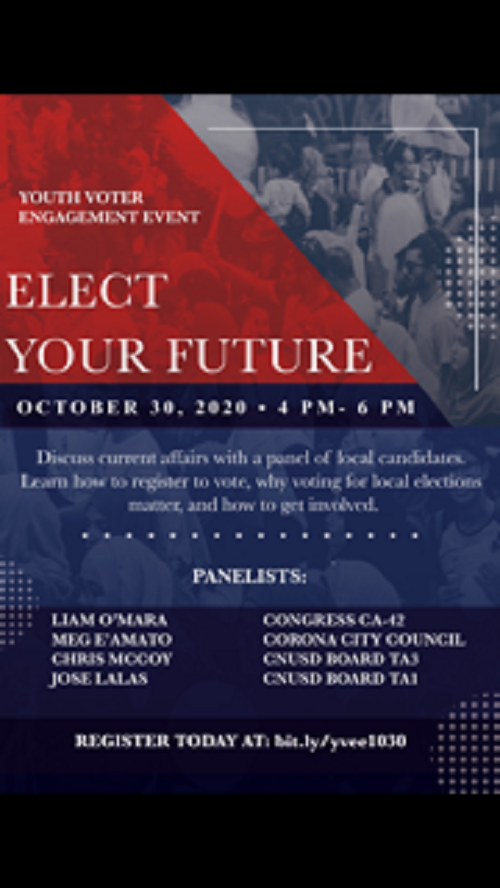 YOUTH VOTER
ENGAGEMENT EVENT
ELECT
YOUR FUTURE
OCTOBER 30, 2020 • 4 PM- 6 PM
Discuss current affairs with a panel of local candidates.
Learn how to register to vote, why voting for local elections
matter, and how to get involved.
PANELISTS:
LIAM O'MARA CONGRESS CA-42
MEG E'AMATO CORONA CITY COUNCIL
CHRIS MCCOY CNUSD BOARD TA3
JOSE LALAS CNUSD BOARD TA1
REGISTER TODAY AT: bit.ly/yvee1030